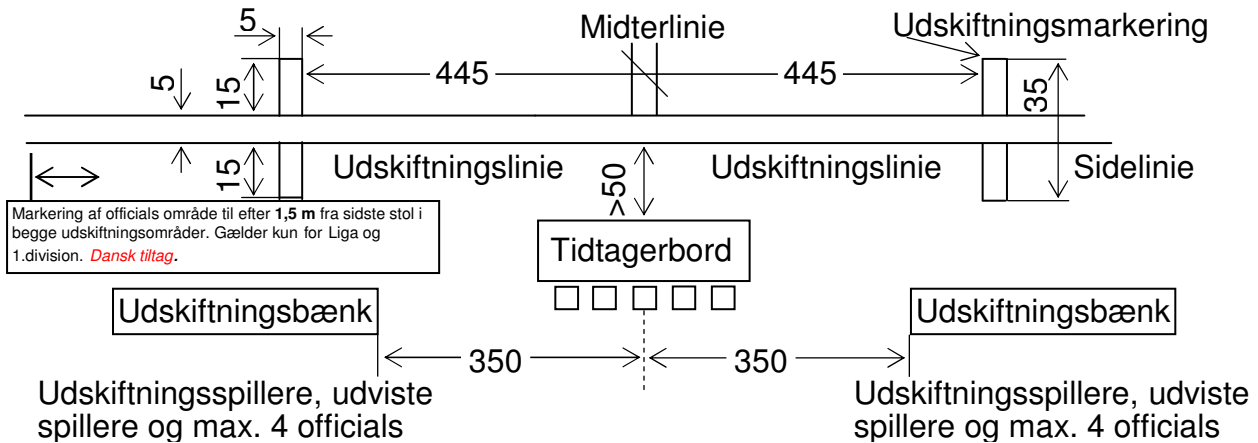 5
Midterlinie
Udskiftningsmarkering
445
445
5
15
35
15
Udskiftningslinie
>50
Udskiftningslinie
Sidelinie
Markering af officials område til efter 1,5 m fra sidste stol i
begge udskiftningsområder. Gælder kun for Liga og
1.division. Dansk tiltag.
Tidtagerbord
Udskiftningsbænk
Udskiftningsbænk
350
350
Udskiftningsspillere, udviste
spillere og max. 4 officials
Udskiftningsspillere, udviste
spillere og max. 4 officials